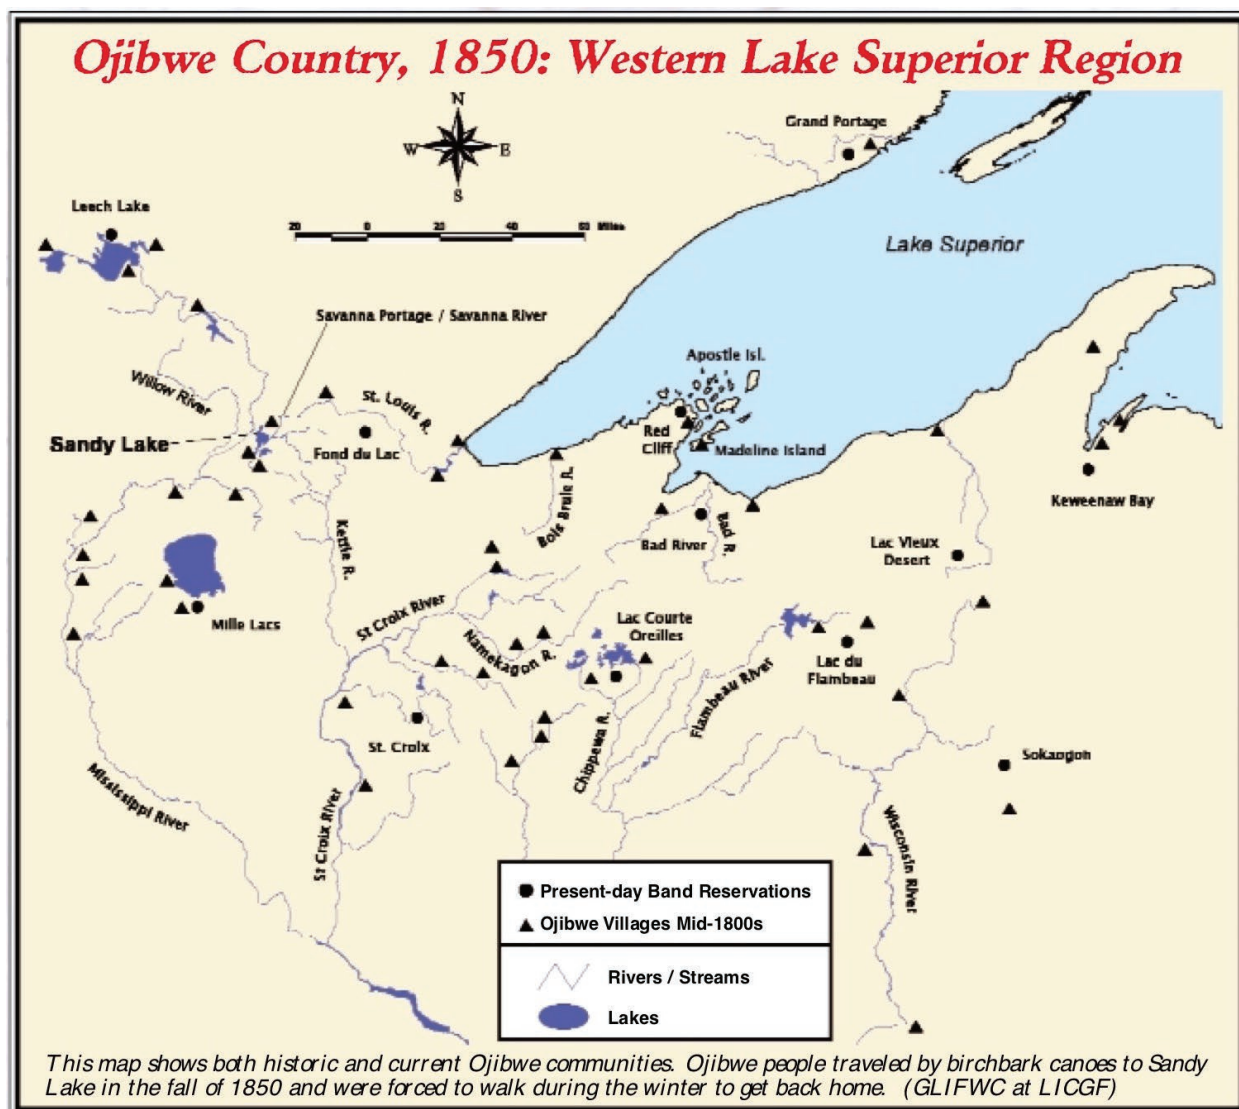 Ojibwe Country, 1850: Western Lake Superior Region
N
W E
S
20 0 20 40 60 Miles
Grand Portage
Leech Lake
Lake Superior
Savanna Portage / Savanna River
Apostle Isl.
Willow River
St. Louis R.
Sandy Lake
Fond du Lac
Red
Cliff
Madeline Island
Bois Brule R.
Keweenaw Bay
Kettle R.
Bad River
Bad R.
Lac Vieux
Desert
Mille Lacs
St Croix River
Namekagon R.
Lac Courte
Oreilles
Lac du
Flambeau
Flambeau River
St. Croix
Chippewa R.
Sokaogon
Mississippi River
St Croix River
Wisconsin River
Present-day Band Reservations
Ojibwe Villages Mid-1800s
Rivers / Streams
Lakes
This map shows both historic and current Ojibwe communities. Ojibwe people traveled by birchbark canoes to Sandy
Lake in the fall of 1850 and were forced to walk during the winter to get back home. (GLIFWC at LICGF)